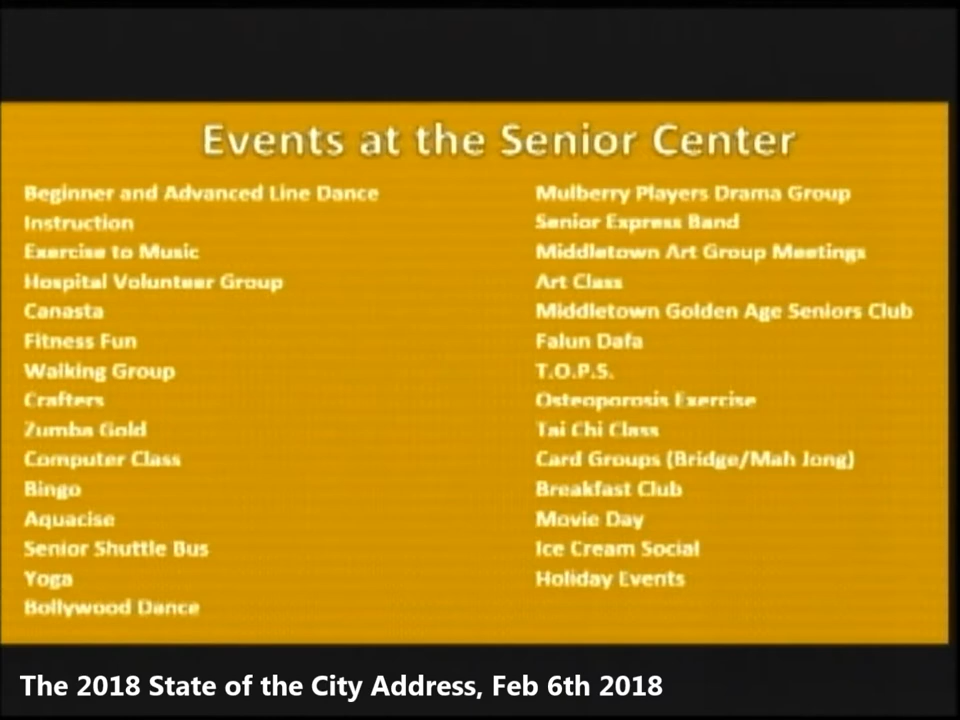 Events at the Senior Center
Beginner and Advanced Line Dance
Instruction
Exercise to Music
Hospital Volunteer Group
Canasta
Fitness Fun
Walking Group
Crafters
Zumba Gold
Computer Class
Bingo
Aquacise
Senior Shuttle Bus
Yoga
Bollywood Dance
Mulberry Players Drama Group
Senior Express Band
Middletown Art Group Meetings
Art Class
Middletown Golden Age Seniors Club
Falun Dafa
T.O.P.S.
Osteoporosis Exercise
Tai Chi Class
Card Groups (Bridge/Mah Jong)
Breakfast Club
Movie Day
Ice Cream Social
Holiday Events
The 2018 State of the City Address, Feb 6th 2018